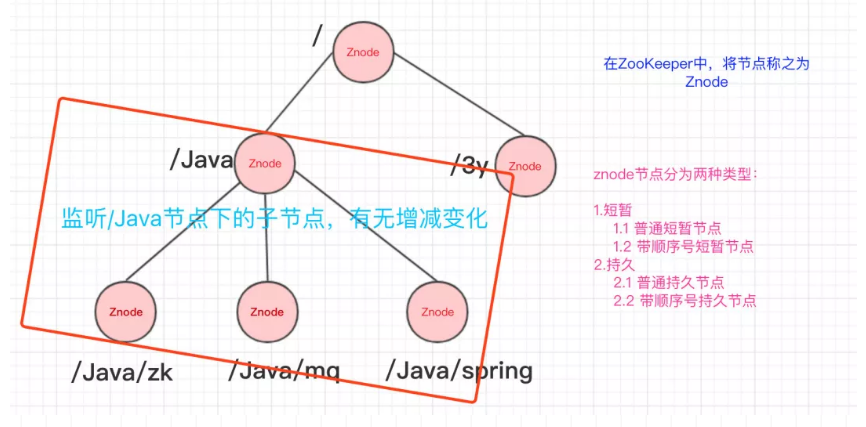 /
Znode
在ZooKeeper中，将节点称之为
Znode
/Java
Znode
/3y
Znode
znode节点分为两种类型：
监听/Java节点下的子节点，有无增减变化
1.短暂
1.1 普通短暂节点
1.2 带顺序号短暂节点
2.持久
2.1 普通持久节点
2.2 带顺序号持久节点
Znode
Znode
Znode
/Java/zk
/Java/mq
/Java/spring